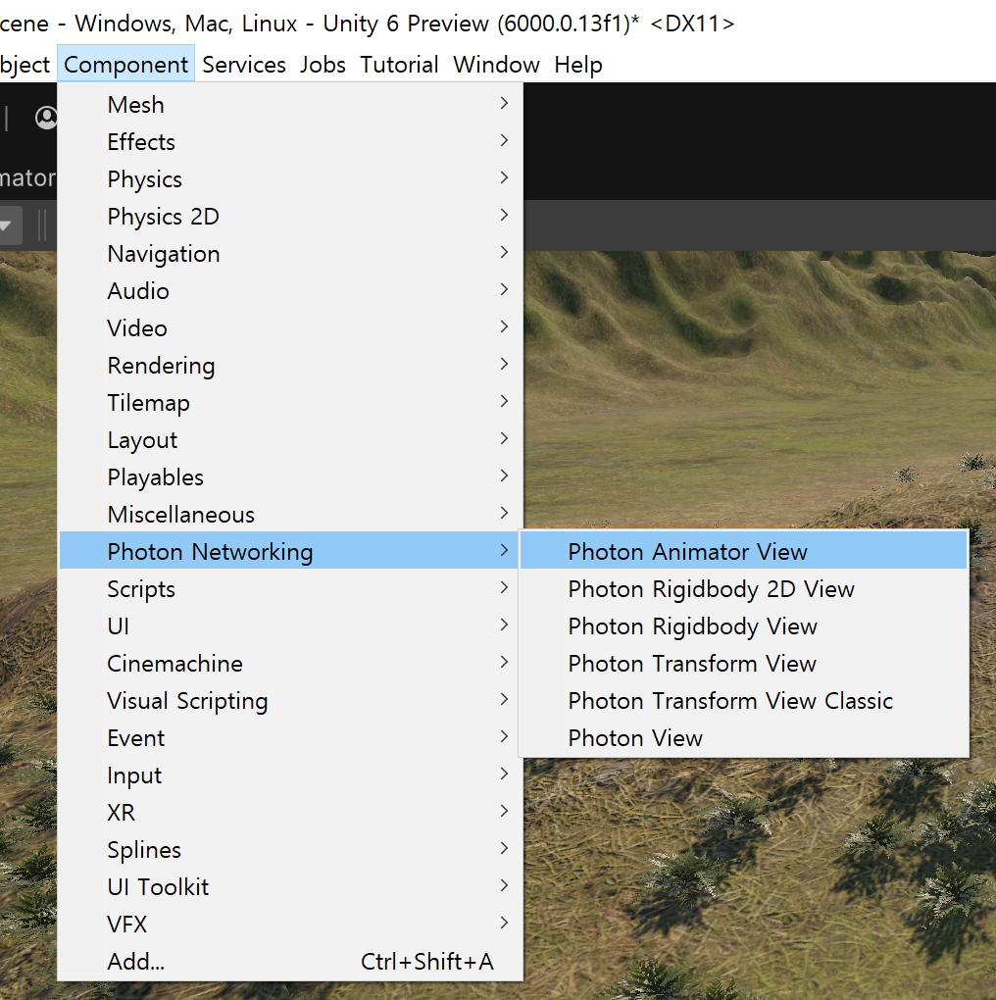 cene - Windows, Mac, Linux - Unity 6 Preview (6000.0.13f1)* <DX11>
bject Component Services Jobs Tutorial Window Help
mator
Mesh
Effects
Physics
Physics 2D
Navigation
Audio
Video
Rendering
Tilemap
Layout
Playables
Miscellaneous
Photon Networking
Scripts
UI
Cinemachine
Visual Scripting
Event
Input
XR
Splines
UI Toolkit
VFX
Add... Ctrl+Shift+A
Photon Animator View
Photon Rigidbody 2D View
Photon Rigidbody View
Photon Transform View
Photon Transform View Classic
Photon View